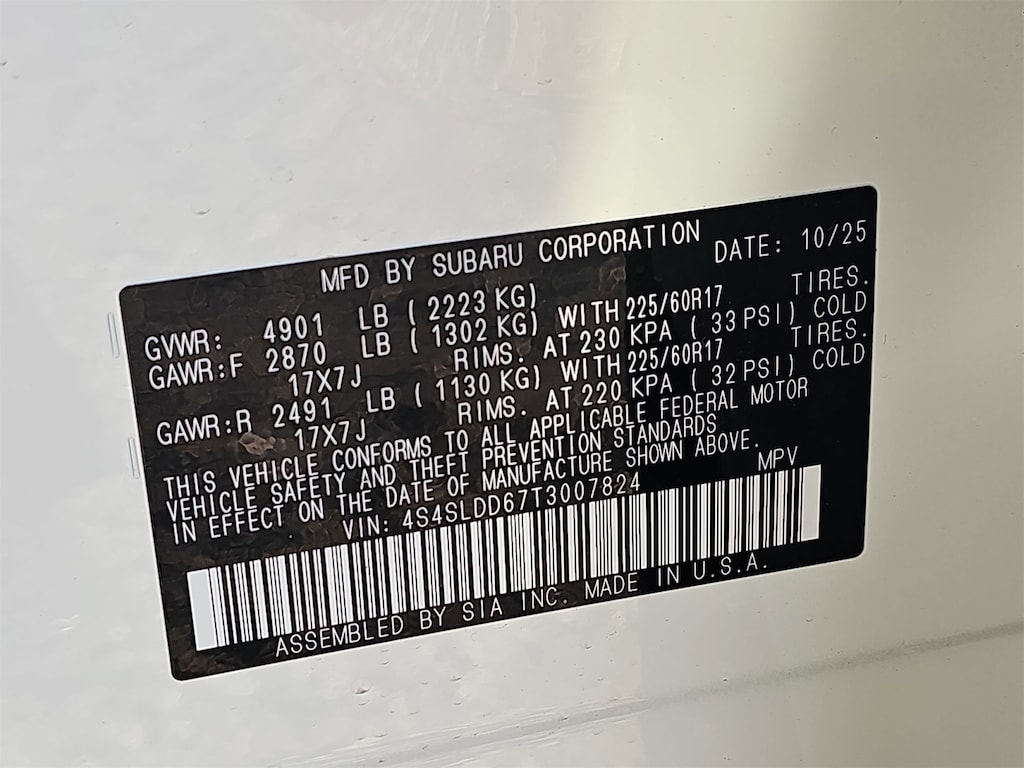 MFD BY SUBARU CORPORATION DATE: 10/25
GVWR: 4901 LB ( 2223 KG)
GAWR:F 2870 LB ( 1302 KG) WITH 225/60R17 TIRES.
17X7J RIMS. AT 230 KPA ( 33 PSI) COLD
GAWR:R 2491 LB ( 1130 KG) WITH 225/60R17 TIRES.
17X7J RIMS. AT 220 KPA ( 32 PSI) COLD
THIS VEHICLE CONFORMS TO ALL APPLICABLE FEDERAL MOTOR
VEHICLE SAFETY AND THEFT PREVENTION STANDARDS
IN EFFECT ON THE DATE OF MANUFACTURE SHOWN ABOVE.
VIN: 4S4SLDD67T3007824 MPV
ASSEMBLED BY SIA INC. MADE IN U.S.A.